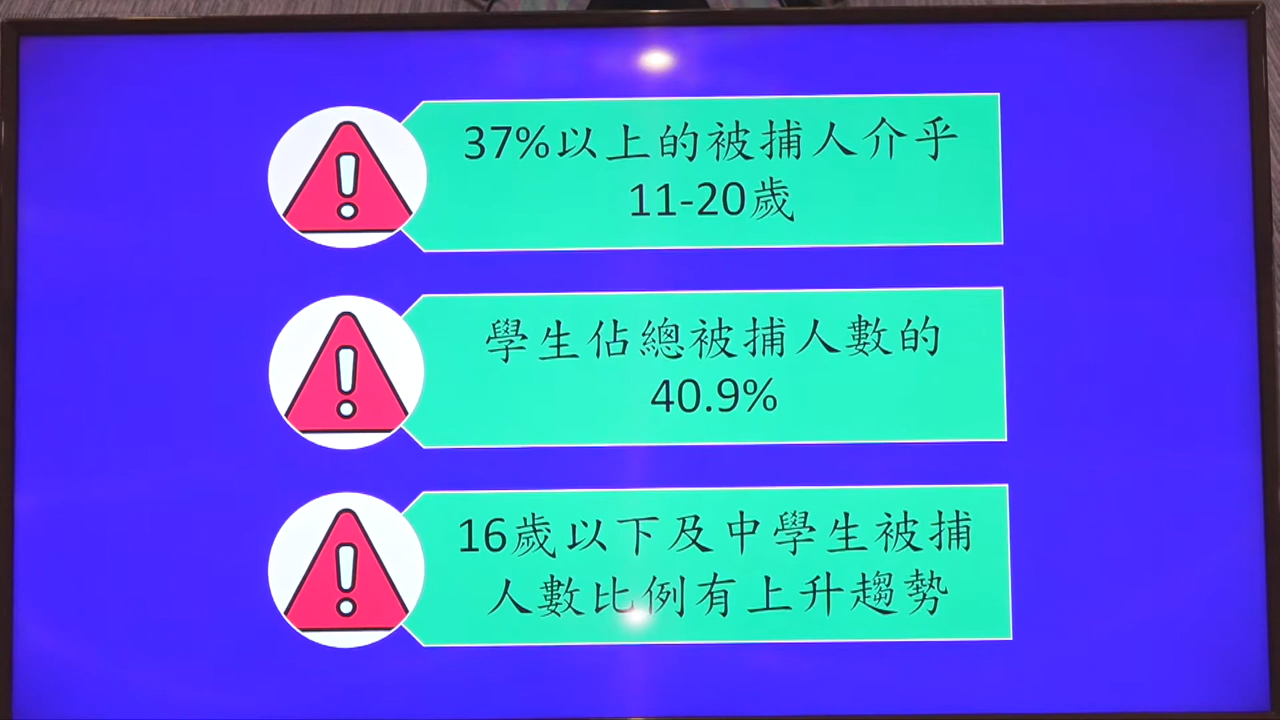 37%以上的被捕人介乎
11-20歲
學生佔總被捕人數的
40.9%
16歲以下及中學生被捕
人數比例有上升趨勢